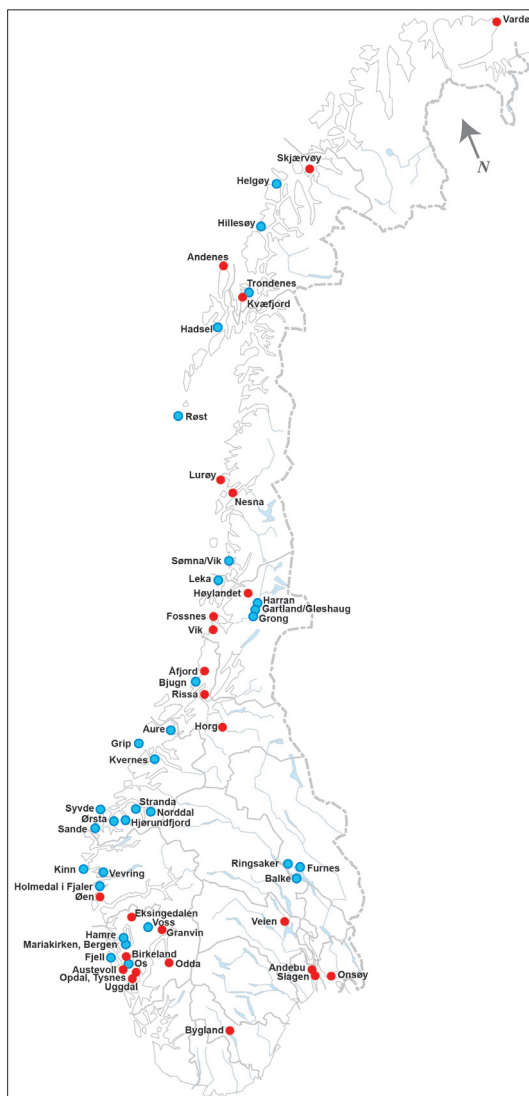 Vardø
N
Skjærvøy
Helgøy
Hillesøy
Andenes
Trondenes
Kvæfjord
Hadsel
Røst
Lurøy
Nesna
Sømna/Vik
Leka
Høylandet
Harran
Gartland/Gløshaug
Fossnes
Grong
Vik
Åfjord
Bjugn
Rissa
Aure
Horg
Grip
Kvernes
Stranda
Syvde
Norddal
Ørsta
Hjørundfjord
Sande
Ringsaker
Furnes
Kinn
Vevring
Balke
Holmedal i Fjaler
Øen
Eksingedalen
Voss
Veien
Granvin
Hamre
Mariakirken, Bergen
Birkeland
Fjell
Os
Odda
Austevoll
Andebu
Opdal, Tysnes
Slagen
Onsøy
Uggdal
Bygland